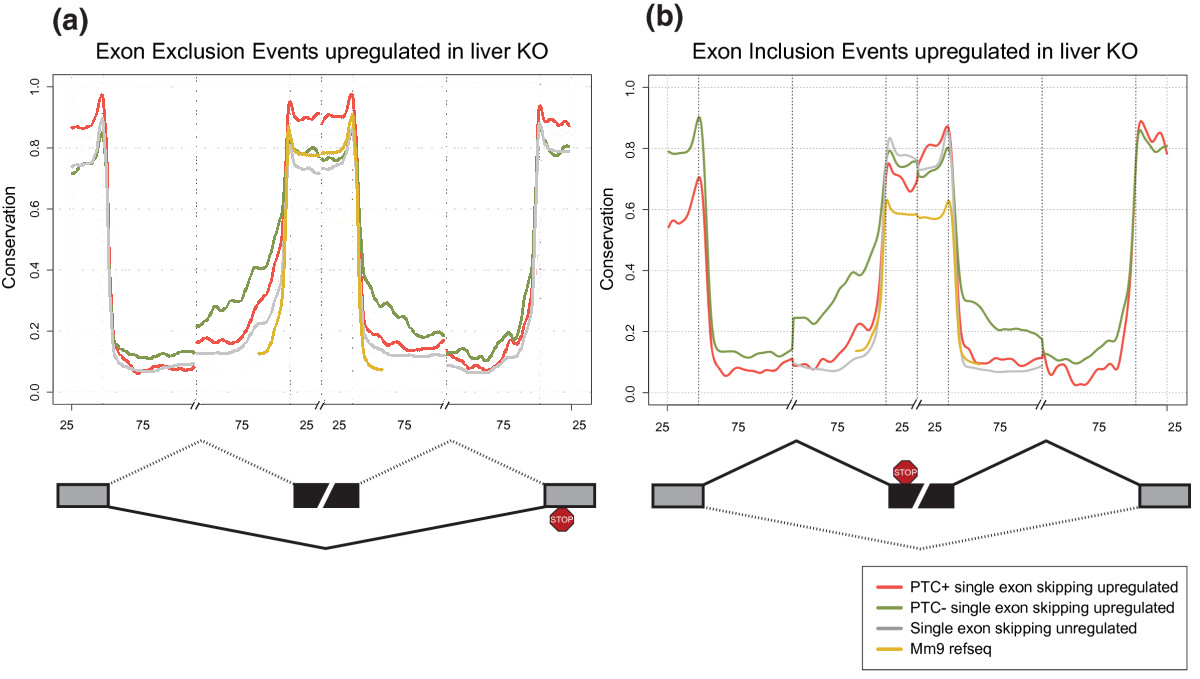 (a)
Exon Exclusion Events upregulated in liver KO
Conservation
1.0
0.8
0.6
0.4
0.2
0.0
25 75 75 25 25 75 75 25
STOP
(b)
Exon Inclusion Events upregulated in liver KO
Conservation
1.0
0.8
0.6
0.4
0.2
0.0
25 75 75 25 25 75 75 25
STOP
PTC+ single exon skipping upregulated
PTC- single exon skipping upregulated
Single exon skipping unregulated
Mm9 refseq